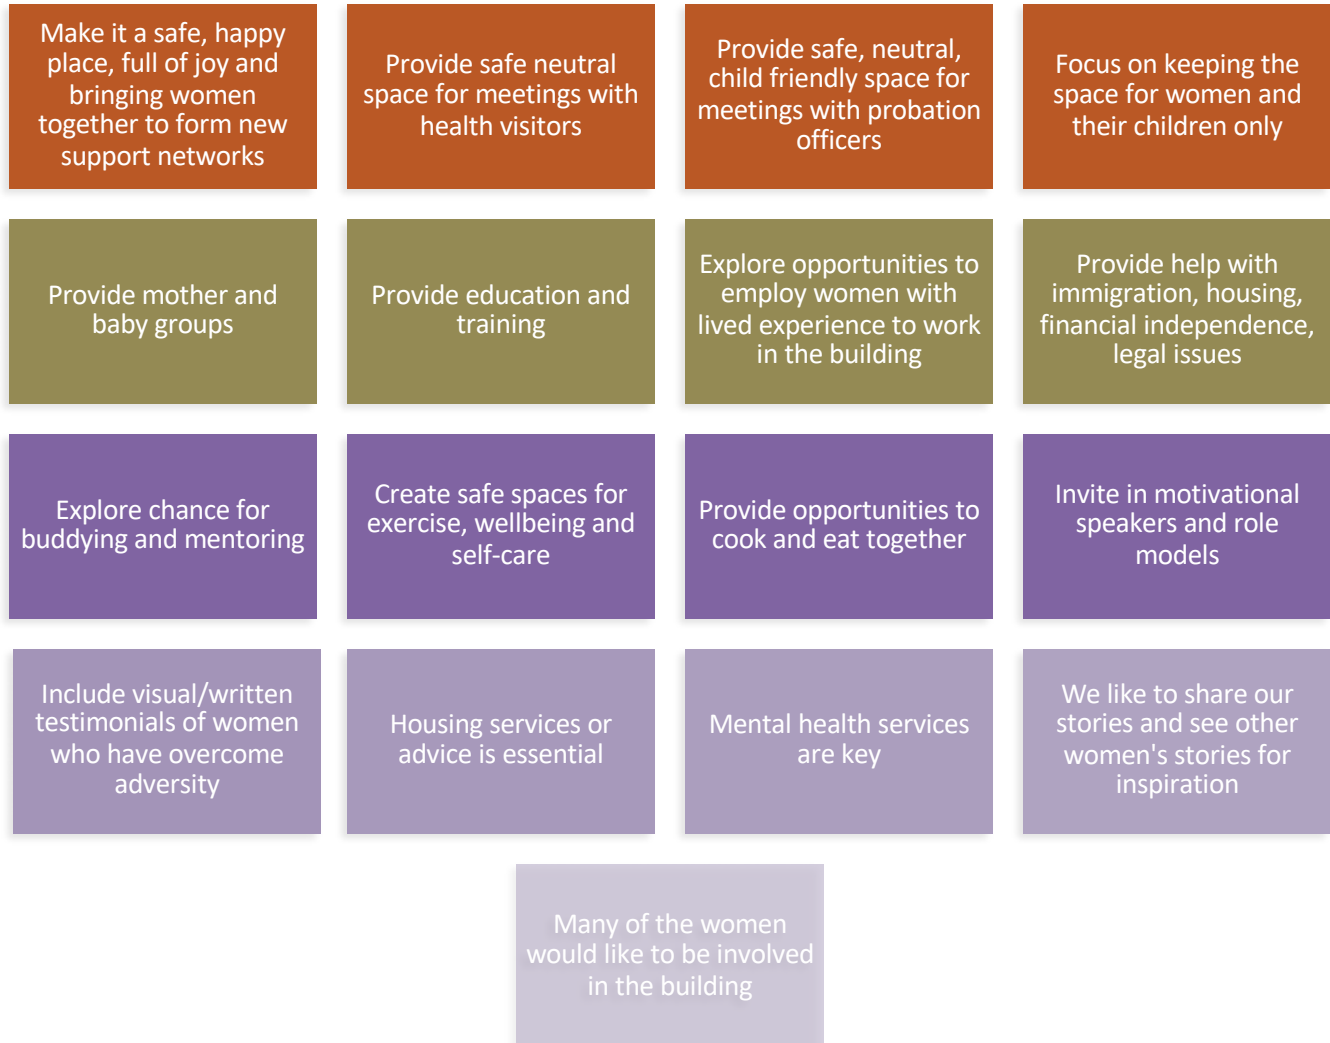 Make it a safe, happy
place, full of joy and
bringing women
together to form new
support networks
Provide safe neutral
space for meetings with
health visitors
Provide safe, neutral,
child friendly space for
meetings with probation
officers
Focus on keeping the
space for women and
their children only
Provide mother and
baby groups
Provide education and
training
Explore opportunities to
employ women with
lived experience to work
in the building
Provide help with
immigration, housing,
financial independence,
legal issues
Explore chance for
buddying and mentoring
Create safe spaces for
exercise, wellbeing and
self-care
Provide opportunities to
cook and eat together
Invite in motivational
speakers and role
models
Include visual/written
testimonials of women
who have overcome
adversity
Housing services or
advice is essential
Mental health services
are key
We like to share our
stories and see other
women's stories for
inspiration
Many of the women
would like to be involved
in the building